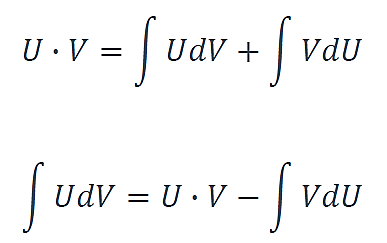 U · V = ∫ UdV + ∫ VdU
∫ UdV = U · V − ∫ VdU